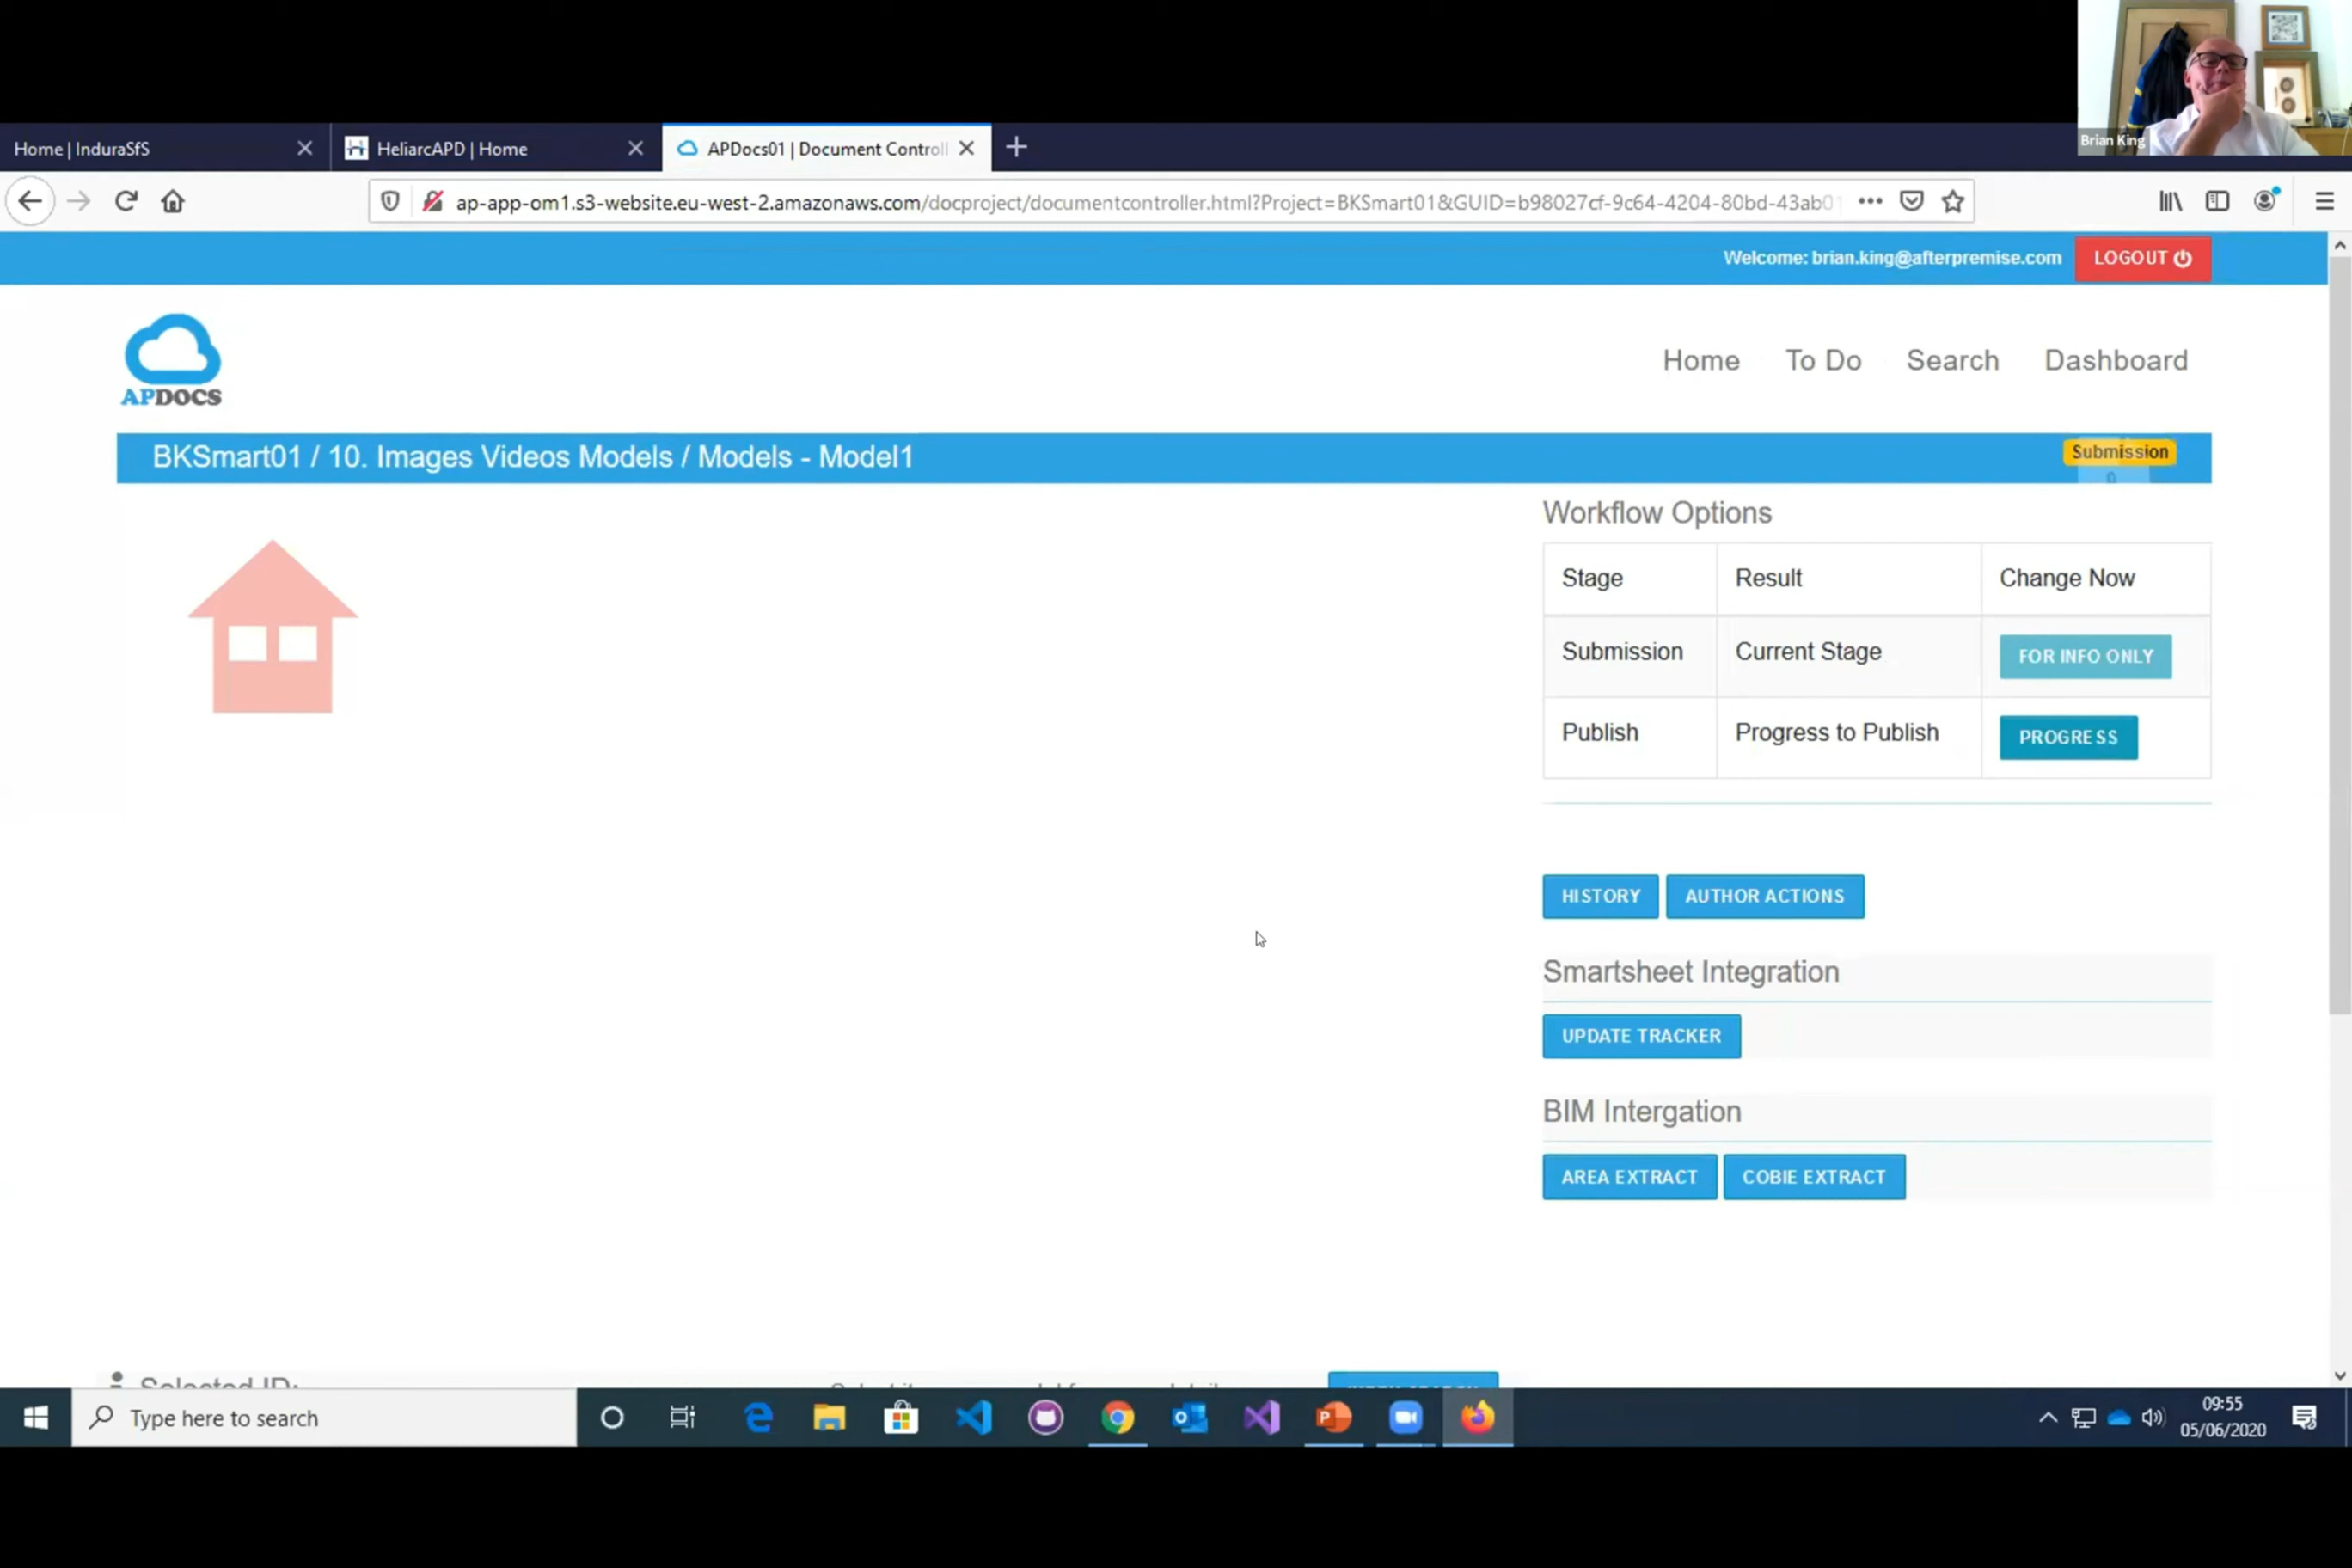 Brian King
Home | InduraSfS
HeliarcAPD | Home
APDocs01 | Document Controll
ap-app-om1.s3-website.eu-west-2.amazonaws.com/docproject/documentcontroller.html?Project=BKSmart01&GUID=b98027cf-9c64-4204-80bd-43ab01
Welcome: brian.king@afterpremise.com
LOGOUT
APDOCS
Home To Do Search Dashboard
BKSmart01 / 10. Images Videos Models / Models - Model1
Submission
Workflow Options
Stage Result Change Now
Submission Current Stage FOR INFO ONLY
Publish Progress to Publish PROGRESS
HISTORY AUTHOR ACTIONS
Smartsheet Integration
UPDATE TRACKER
BIM Intergation
AREA EXTRACT COBIE EXTRACT
Selected ID:
Type here to search
09:55
05/06/2020